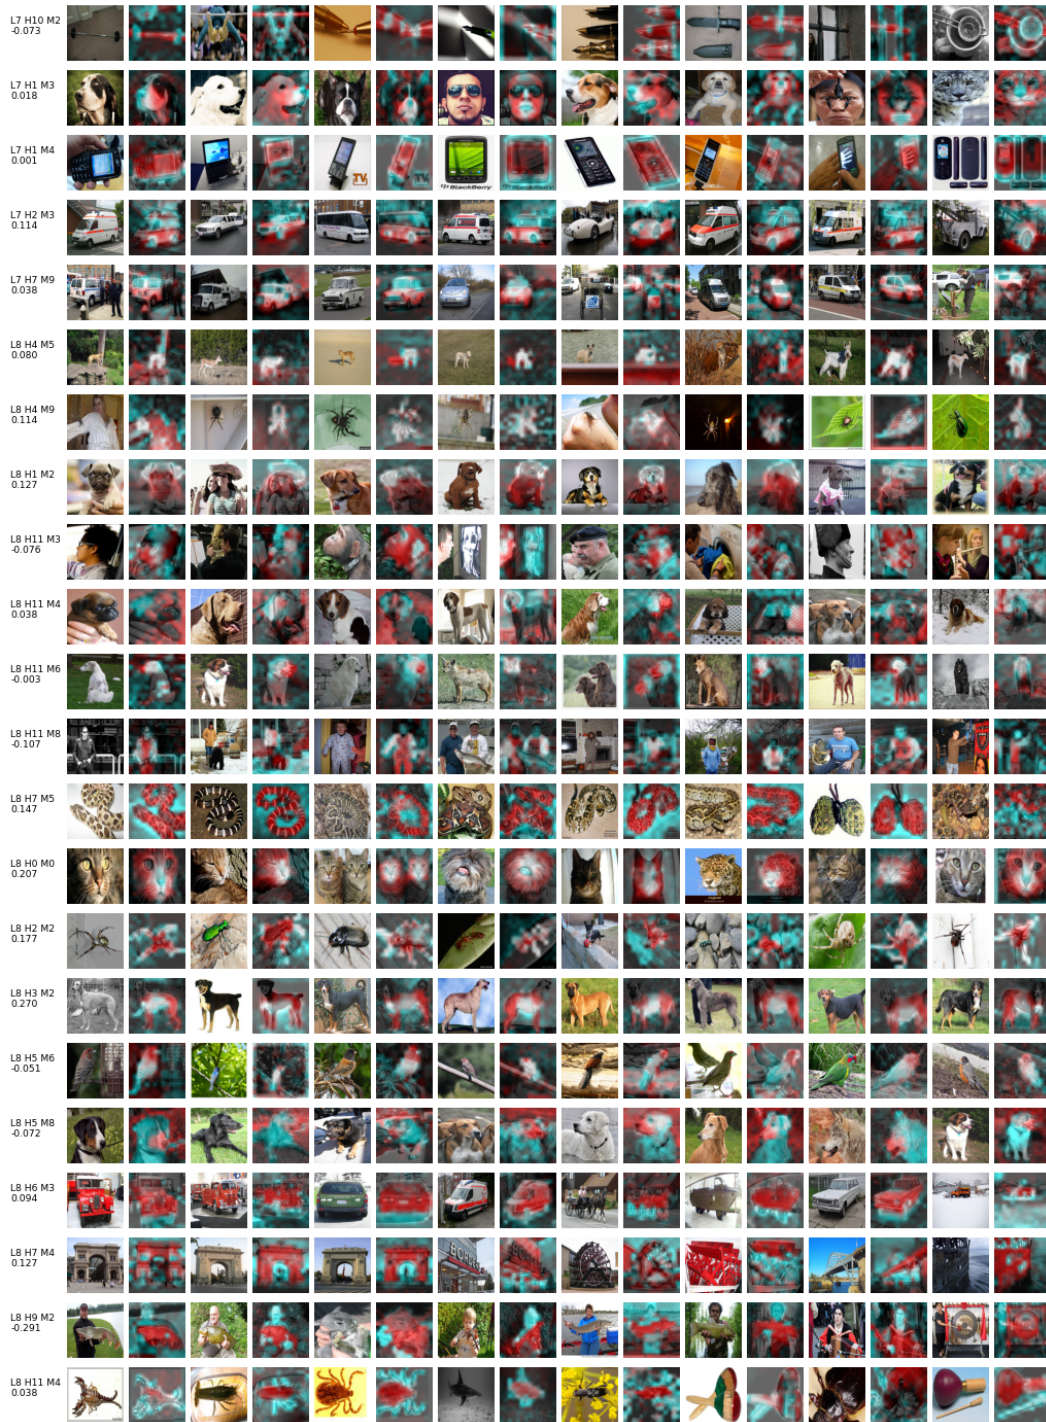 L7 H10 M2
-0.073
L7 H1 M3
0.018
L7 H1 M4
0.001
TV
BlackBerry
L7 H2 M3
0.114
L7 H7 M9
0.038
L8 H4 M5
0.080
L8 H4 M9
0.114
L8 H1 M2
0.127
L8 H11 M3
-0.076
L8 H11 M4
0.038
L8 H11 M6
-0.003
L8 H11 M8
-0.107
L8 H7 M5
0.147
L8 H0 M0
0.207
L8 H2 M2
0.177
L8 H3 M2
0.270
L8 H5 M6
-0.051
L8 H5 M8
-0.072
L8 H6 M3
0.094
L8 H7 M4
0.127
L8 H9 M2
-0.291
L8 H11 M4
0.038